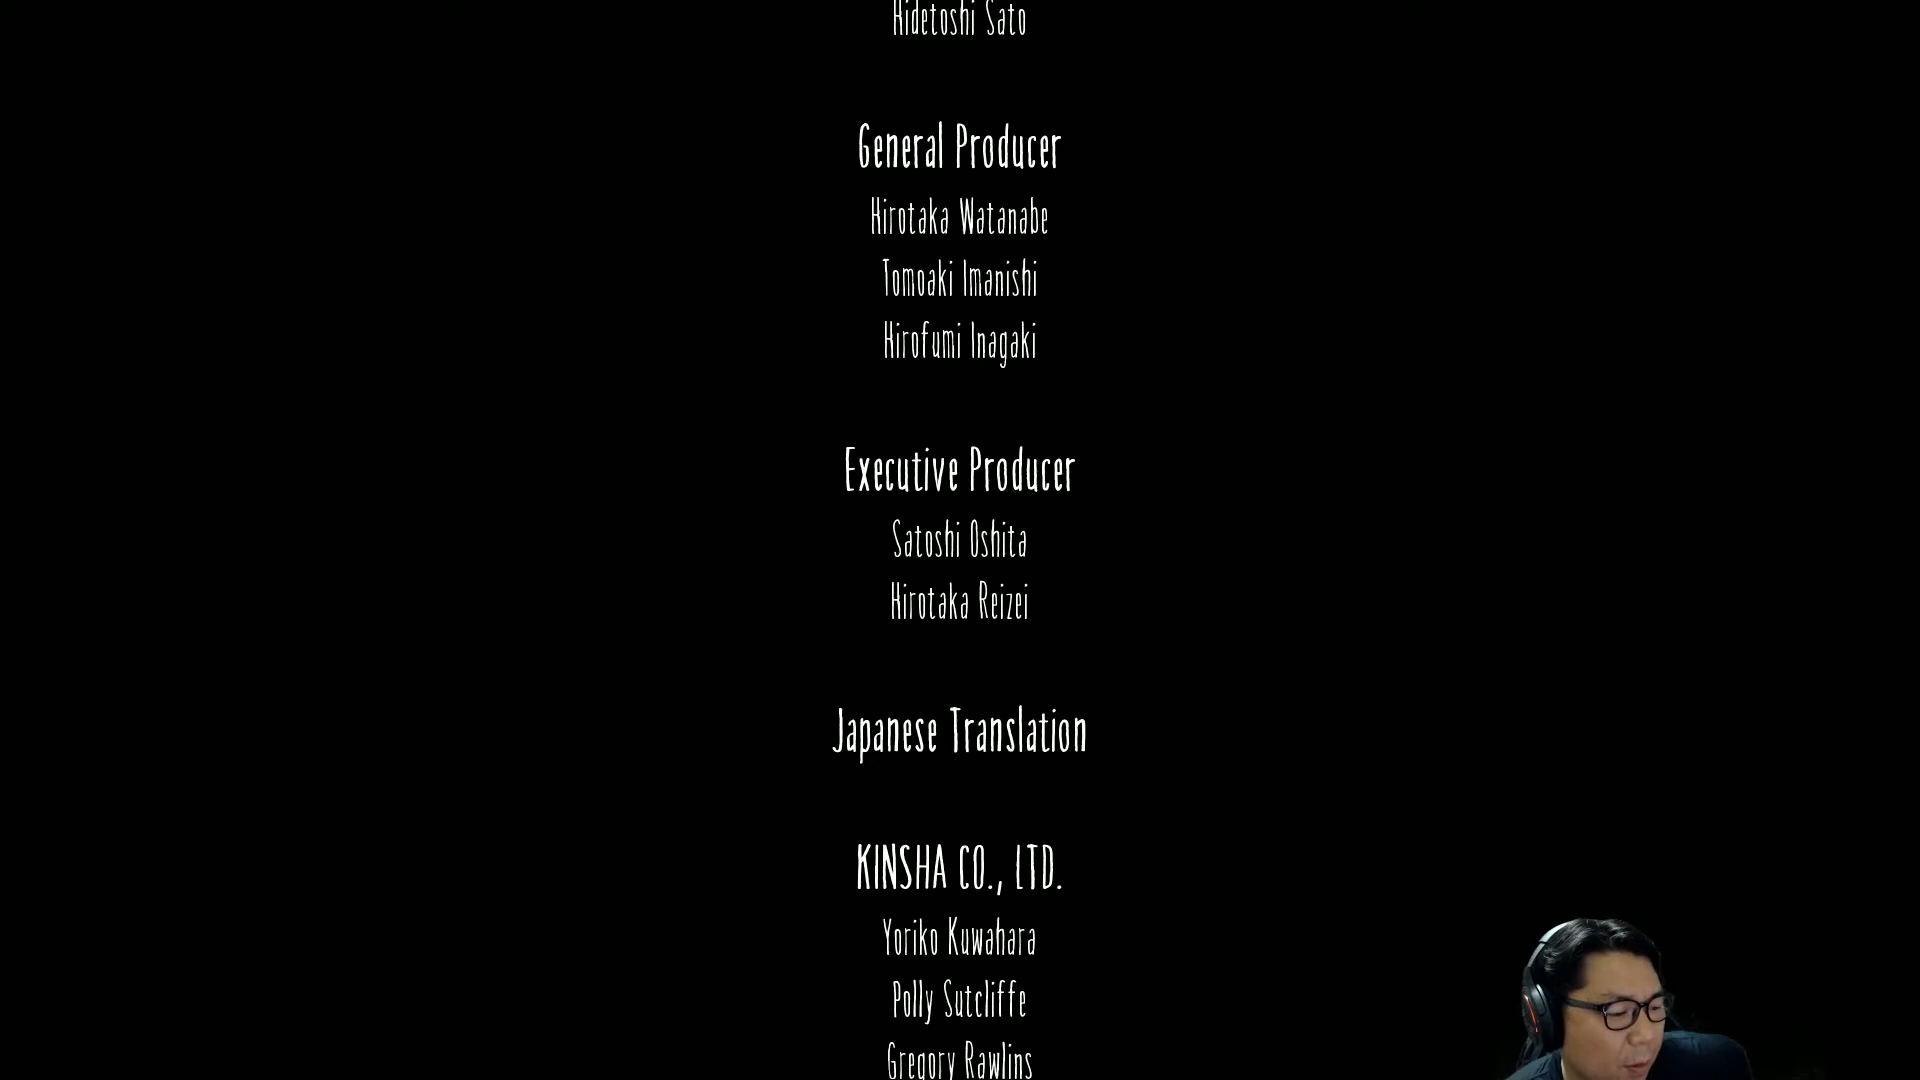 Hidetoshi Sato
General Producer
Hirotaka Watanabe
Tomoaki Imanishi
Hirofumi Inagaki
Executive Producer
Satoshi Oshita
Hirotaka Reizei
Japanese Translation
KINSHA CO., LTD.
Yoriko Kuwahara
Polly Sutcliffe
Gregory Rawlins